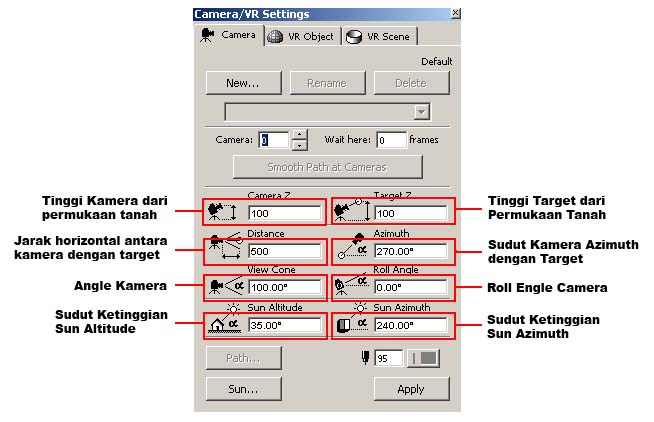 Camera/VR Settings
Camera
VR Object
VR Scene
Default
New...
Rename
Delete
Camera: 0
Wait here: 0 frames
Smooth Path at Cameras
Tinggi Kamera dari
permukaan tanah
Camera Z
100
Target Z
100
Tinggi Target dari
Permukaan Tanah
Jarak horizontal antara
kamera dengan target
Distance
500
Azimuth
270.00°
Sudut Kamera Azimuth
dengan Target
Angle Kamera
View Cone
α 100.00°
Roll Angle
α 0.00°
Roll Engle Camera
Sudut Ketinggian
Sun Altitude
Sun Altitude
α 35.00°
Sun Azimuth
α 240.00°
Sudut Ketinggian
Sun Azimuth
Path...
95
Sun...
Apply